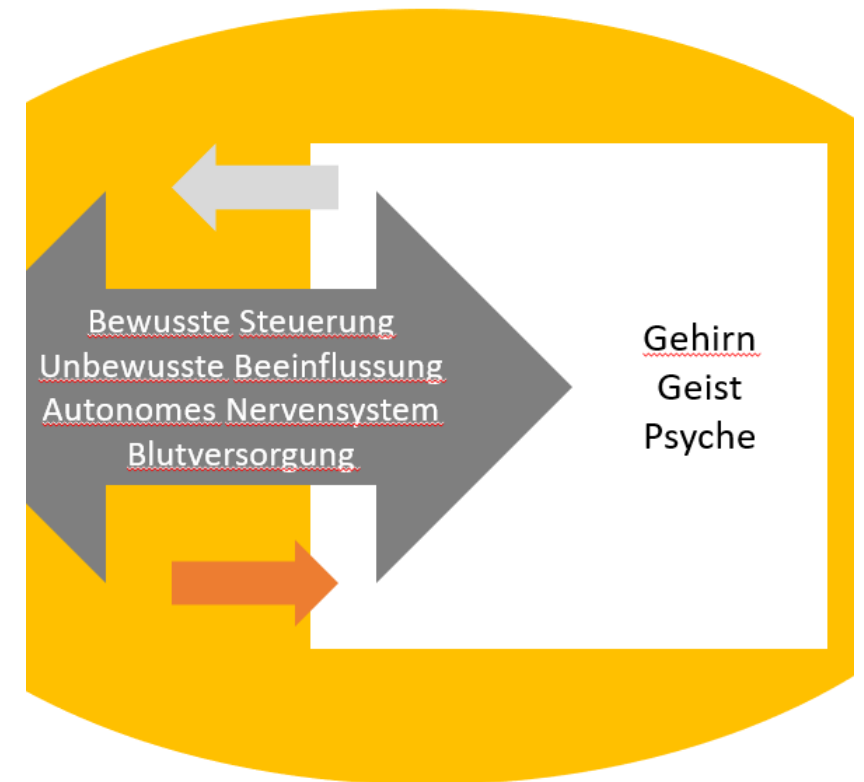 Bewusste Steuerung
Unbewusste Beeinflussung
Autonomes Nervensystem
Blutversorgung
Gehirn
Geist
Psyche